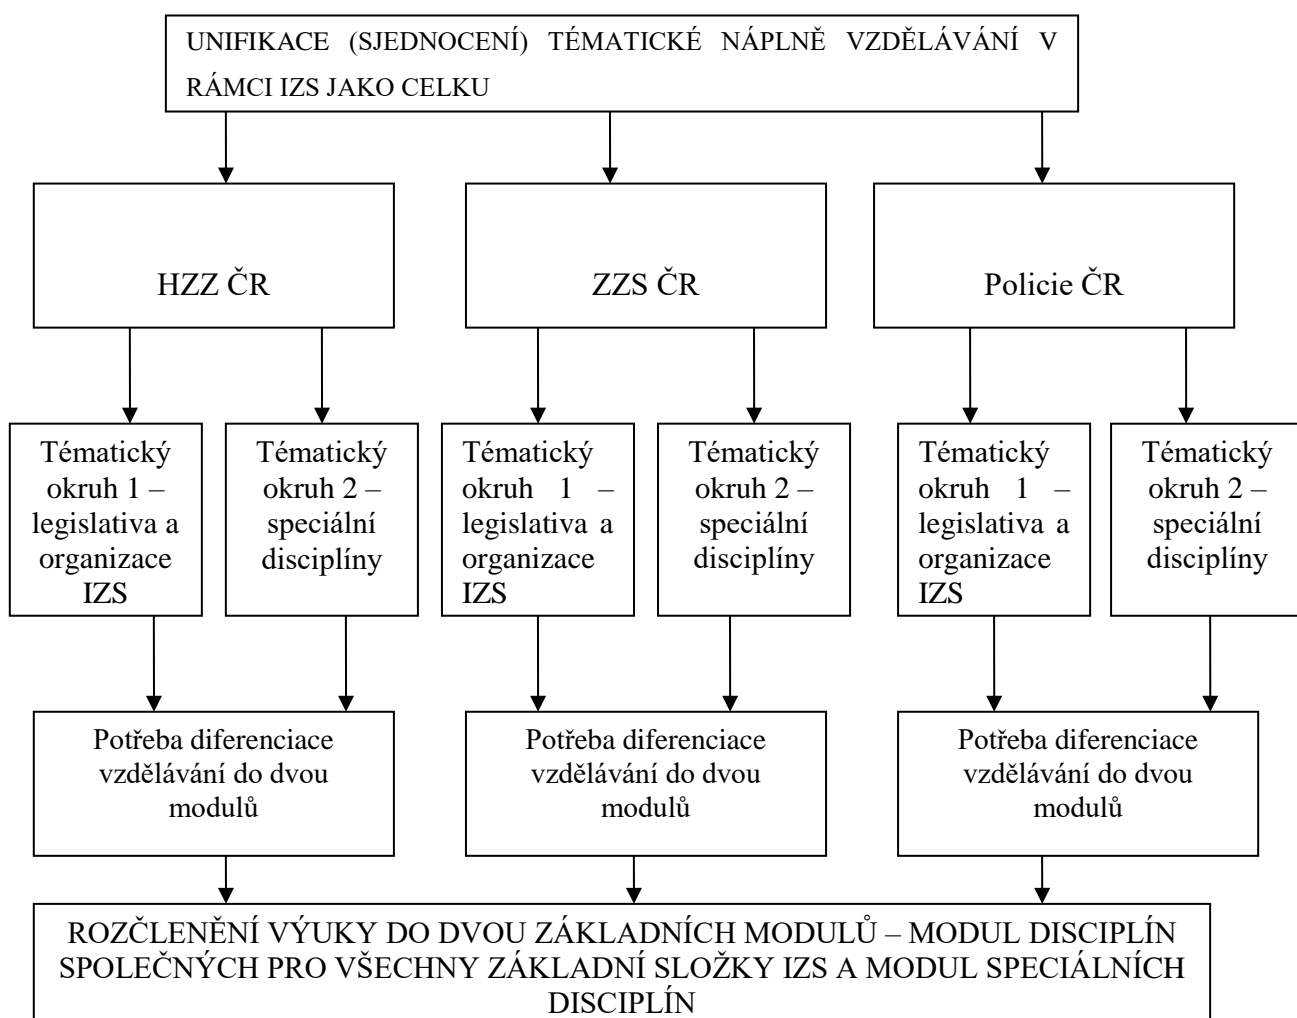 UNIFIKACE (SJEDNOCENÍ) TÉMATICKÉ NÁPLNĚ VZDĚLÁVÁNÍ V
RÁMCI IZS JAKO CELKU
HZZ ČR
ZZS ČR
Policie ČR
Tématický
okruh 1 –
legislativa a
organizace
IZS
Tématický
okruh 2 –
speciální
disciplíny
Tématický
okruh 1 –
legislativa a
organizace
IZS
Tématický
okruh 2 –
speciální
disciplíny
Tématický
okruh 1 –
legislativa a
organizace
IZS
Tématický
okruh 2 –
speciální
disciplíny
Potřeba diferenciace
vzdělávání do dvou
modulů
Potřeba diferenciace
vzdělávání do dvou
modulů
Potřeba diferenciace
vzdělávání do dvou
modulů
ROZČLENĚNÍ VÝUKY DO DVOU ZÁKLADNÍCH MODULŮ – MODUL DISCIPLÍN
SPOLEČNÝCH PRO VŠECHNY ZÁKLADNÍ SLOŽKY IZS A MODUL SPECIÁLNÍCH
DISCIPLÍN